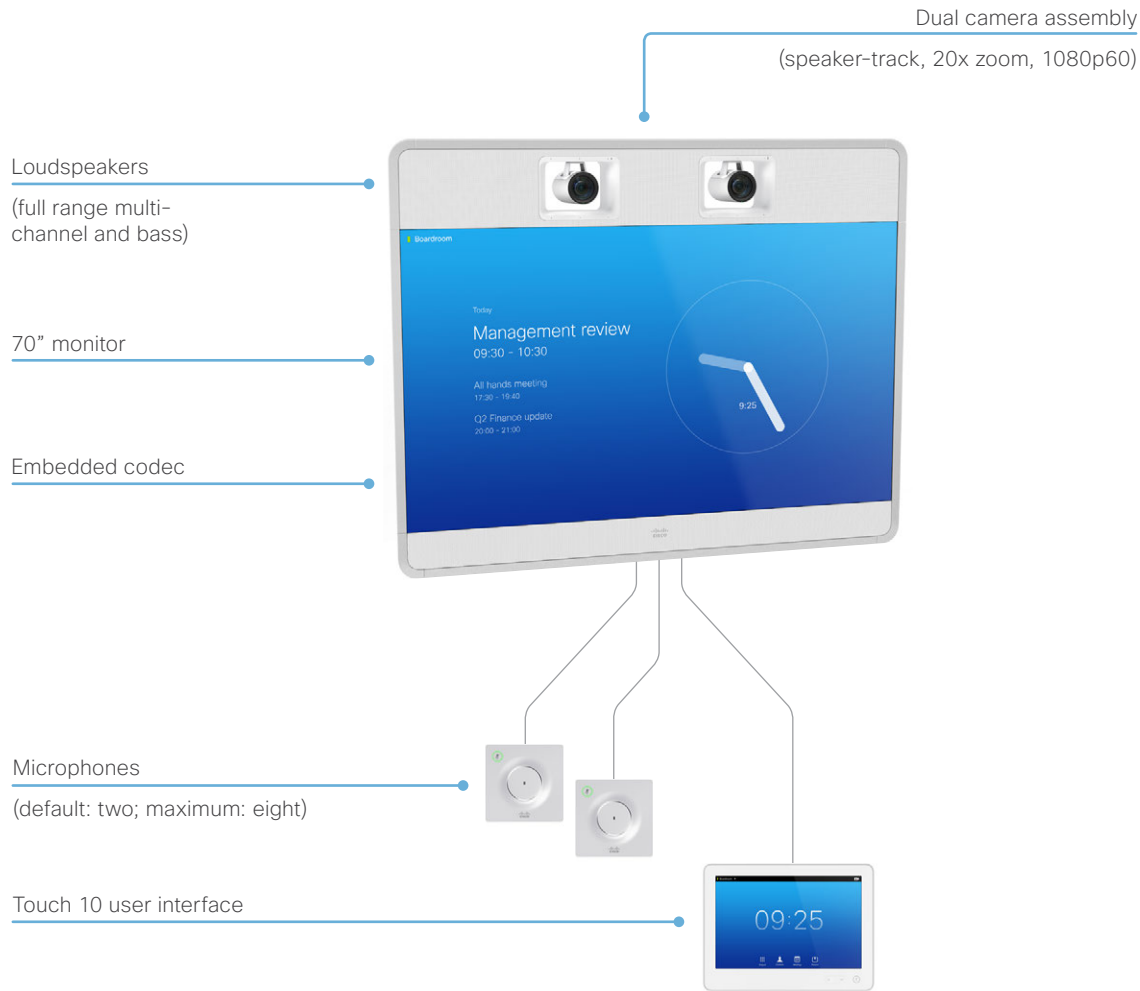 Dual camera assembly
(speaker-track, 20x zoom, 1080p60)
Loudspeakers
(full range multi-
channel and bass)
Boardroom
Today
Management review
09:30 - 10:30
All hands meeting
17:30 - 19:40
Q2 Finance update
20:00 - 21:00
9:25
70” monitor
Embedded codec
CISCO
Microphones
(default: two; maximum: eight)
Touch 10 user interface
09:25